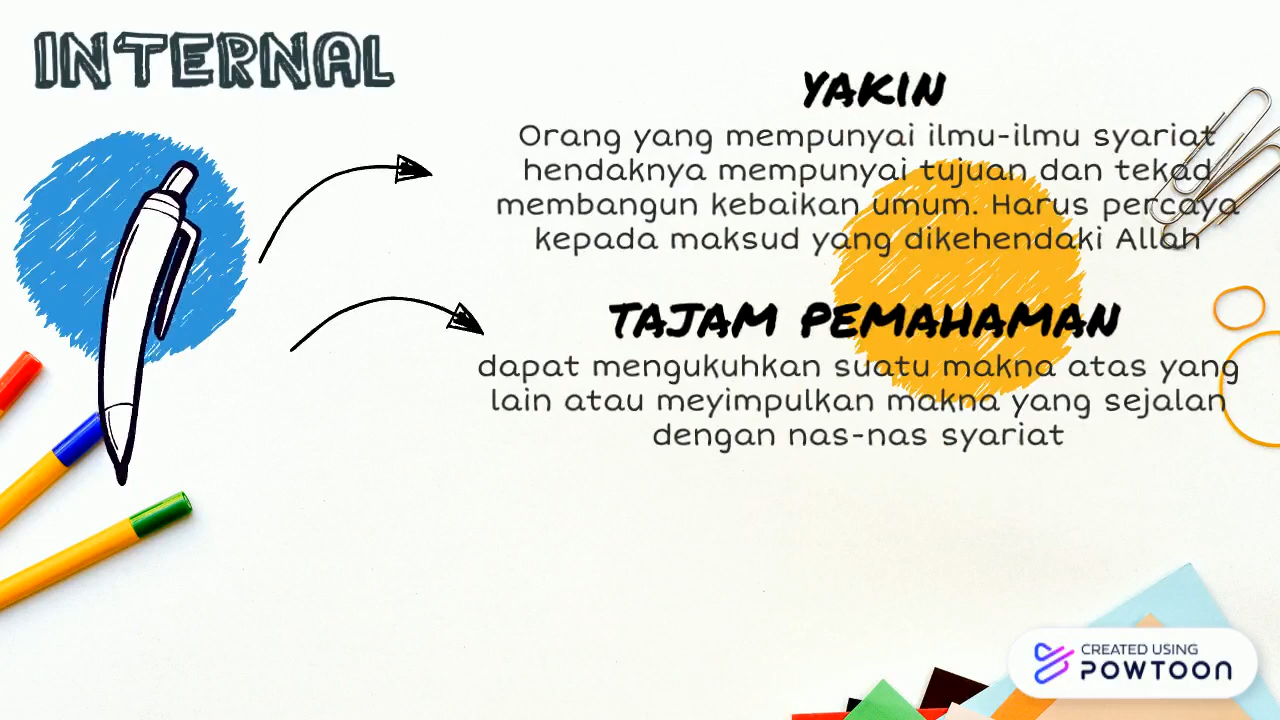 INTERNAL
YAKIN
Orang yang mempunyai ilmu-ilmu syariat
hendaknya mempunyai tujuan dan tekad
membangun kebaikan umum. Harus percaya
kepada maksud yang dikehendaki Allah
TAJAM PEMAHAMAN
dapat mengukuhkan suatu makna atas yang
lain atau meyimpulkan makna yang sejalan
dengan nas-nas syariat
CREATED USING
POWTOON